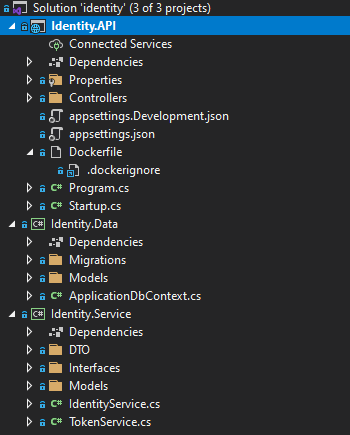 Solution 'identity' (3 of 3 projects)
Identity.API
Connected Services
Dependencies
Properties
Controllers
appsettings.Development.json
appsettings.json
Dockerfile
.dockerignore
C# Program.cs
C# Startup.cs
C# Identity.Data
Dependencies
Migrations
Models
C# ApplicationDbContext.cs
C# Identity.Service
Dependencies
DTO
Interfaces
Models
C# IdentityService.cs
C# TokenService.cs